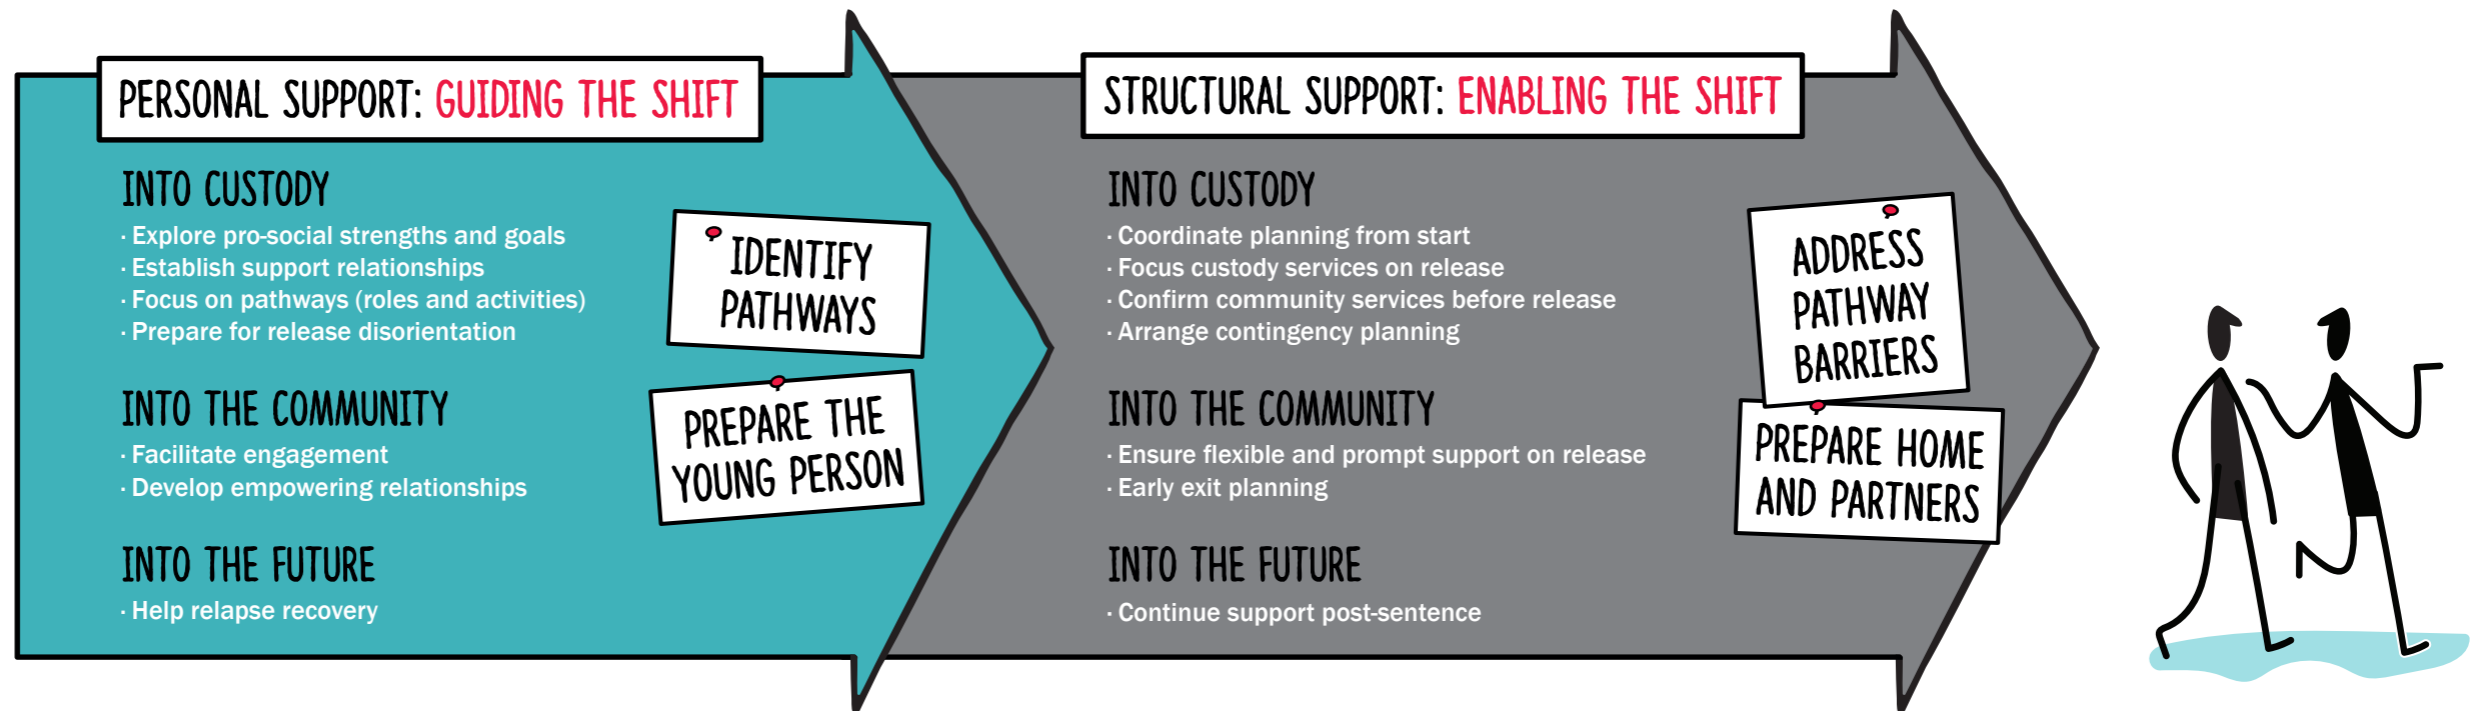 PERSONAL SUPPORT: GUIDING THE SHIFT
INTO CUSTODY
· Explore pro-social strengths and goals
· Establish support relationships
· Focus on pathways (roles and activities)
· Prepare for release disorientation
INTO THE COMMUNITY
· Facilitate engagement
· Develop empowering relationships
INTO THE FUTURE
· Help relapse recovery
IDENTIFY
PATHWAYS
PREPARE THE
YOUNG PERSON
STRUCTURAL SUPPORT: ENABLING THE SHIFT
INTO CUSTODY
· Coordinate planning from start
· Focus custody services on release
· Confirm community services before release
· Arrange contingency planning
INTO THE COMMUNITY
· Ensure flexible and prompt support on release
· Early exit planning
INTO THE FUTURE
· Continue support post-sentence
ADDRESS
PATHWAY
BARRIERS
PREPARE HOME
AND PARTNERS